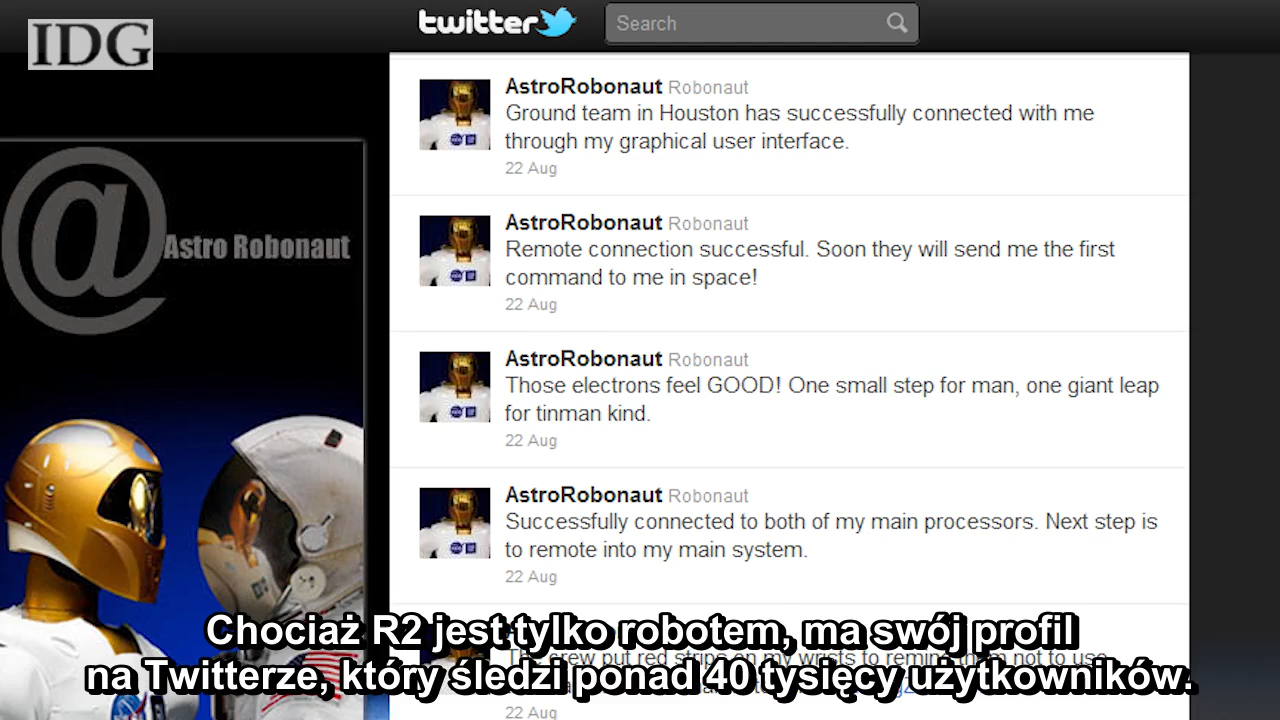 IDG
twitter
Search
@
Astro Robonaut
AstroRobonaut Robonaut
Ground team in Houston has successfully connected with me
through my graphical user interface.
22 Aug
AstroRobonaut Robonaut
Remote connection successful. Soon they will send me the first
command to me in space!
22 Aug
AstroRobonaut Robonaut
Those electrons feel GOOD! One small step for man, one giant leap
for tinman kind.
22 Aug
AstroRobonaut Robonaut
Successfully connected to both of my main processors. Next step is
to remote into my main system.
22 Aug
The crew put red strips on my wrists to remind them not to use
22 Aug
Chociaż R2 jest tylko robotem, ma swój profil
na Twitterze, który śledzi ponad 40 tysięcy użytkowników.